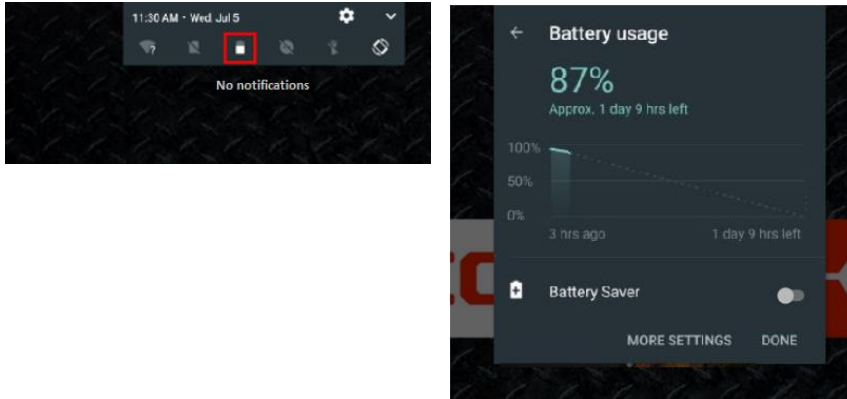 11:30 AM • Wed, Jul 5
No notifications
Battery usage
87%
Approx. 1 day 9 hrs left
100%
50%
0%
3 hrs ago
1 day 9 hrs left
Battery Saver
MORE SETTINGS
DONE